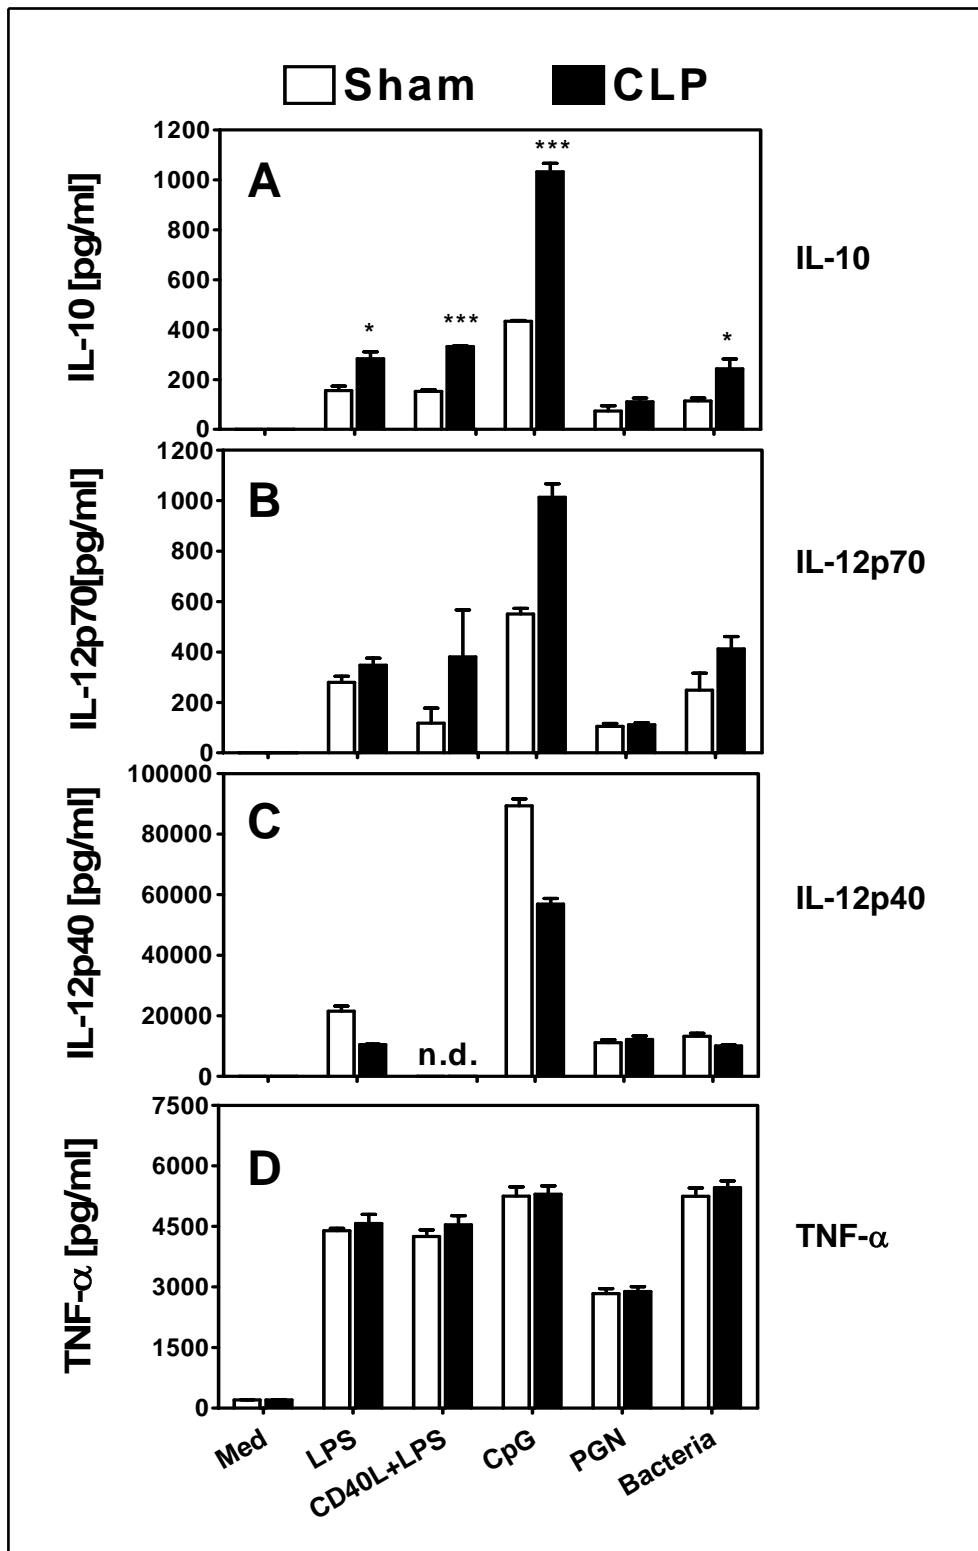 Sham CLP
A
IL-10 [pg/ml]
1200
1000
800
600
400
200
0
*
***
***
*
IL-10
B
IL-12p70[pg/ml]
1200
1000
800
600
400
200
0
IL-12p70
C
IL-12p40 [pg/ml]
100000
80000
60000
40000
20000
0
n.d.
IL-12p40
D
TNF-α [pg/ml]
7500
6000
4500
3000
1500
0
TNF-α
Med LPS CD40L+LPS CpG PGN Bacteria